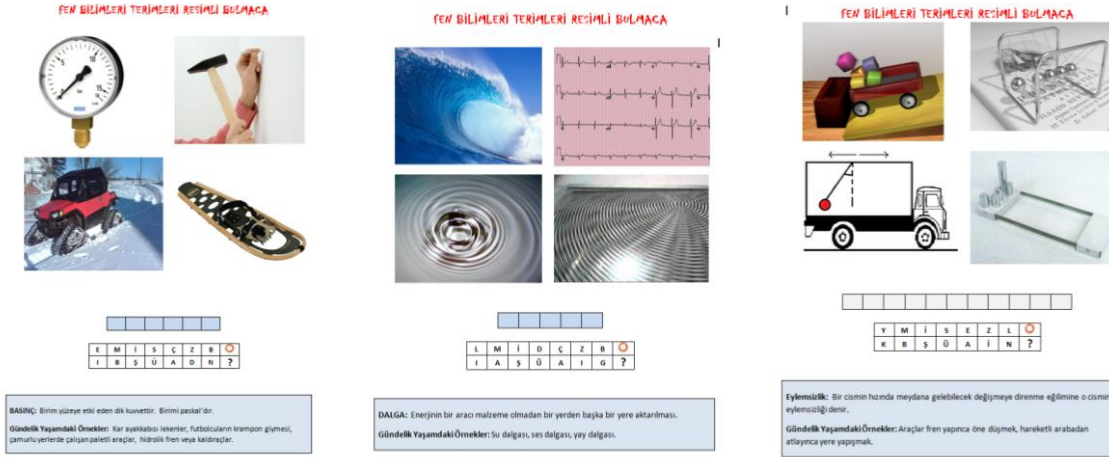 FEN BİLİMLERİ TERİMLERİ RESİMLİ BULMACA
5
10
0
15
E M İ S Ç Z B
I B Ş Ü A D N ?
BASINÇ: Birim yüzeye etki eden dik kuvvettir. Birimi paskal'dır.
Gündelik Yaşamdaki Örnekler: Kar ayakkabısı lekenler, futbolcuların krampon giymesi,
çamurlu yerlerde çalışan paletli araçlar, hidrolik fren veya kaldıraçlar.
FEN BİLİMLERİ TERİMLERİ RESİMLİ BULMACA
L M İ D Ç Z B
I A Ş Ü A I G ?
DALGA: Enerjinin bir aracı malzeme olmadan bir yerden başka bir yere aktarılması.
Gündelik Yaşamdaki Örnekler: Su dalgası, ses dalgası, yay dalgası.
FEN BİLİMLERİ TERİMLERİ RESİMLİ BULMACA
Y M İ S E Z L
K B Ş Ü A İ N ?
Eylemsizlik: Bir cismin hızında meydana gelebilecek değişmeye direnme eğilimine o cismin
eylemsizliği denir.
Gündelik Yaşamdaki Örnekler: Araçlar fren yapınca öne düşmek, hareketli arabadan
atlayınca yere yapışmak.